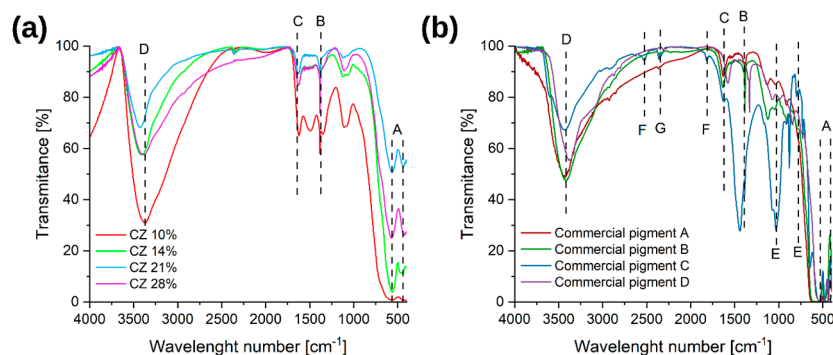 (a)
C B
D
A
100
80
60
40
20
0
Transmitance [%]
CZ 10%
CZ 14%
CZ 21%
CZ 28%
4000 3500 3000 2500 2000 1500 1000 500
Wavelenght number [cm⁻¹]
(b)
C B
D
A
F G F
E E
100
80
60
40
20
0
Transmitance [%]
Commercial pigment A
Commercial pigment B
Commercial pigment C
Commercial pigment D
4000 3500 3000 2500 2000 1500 1000 500
Wavelenght number [cm⁻¹]